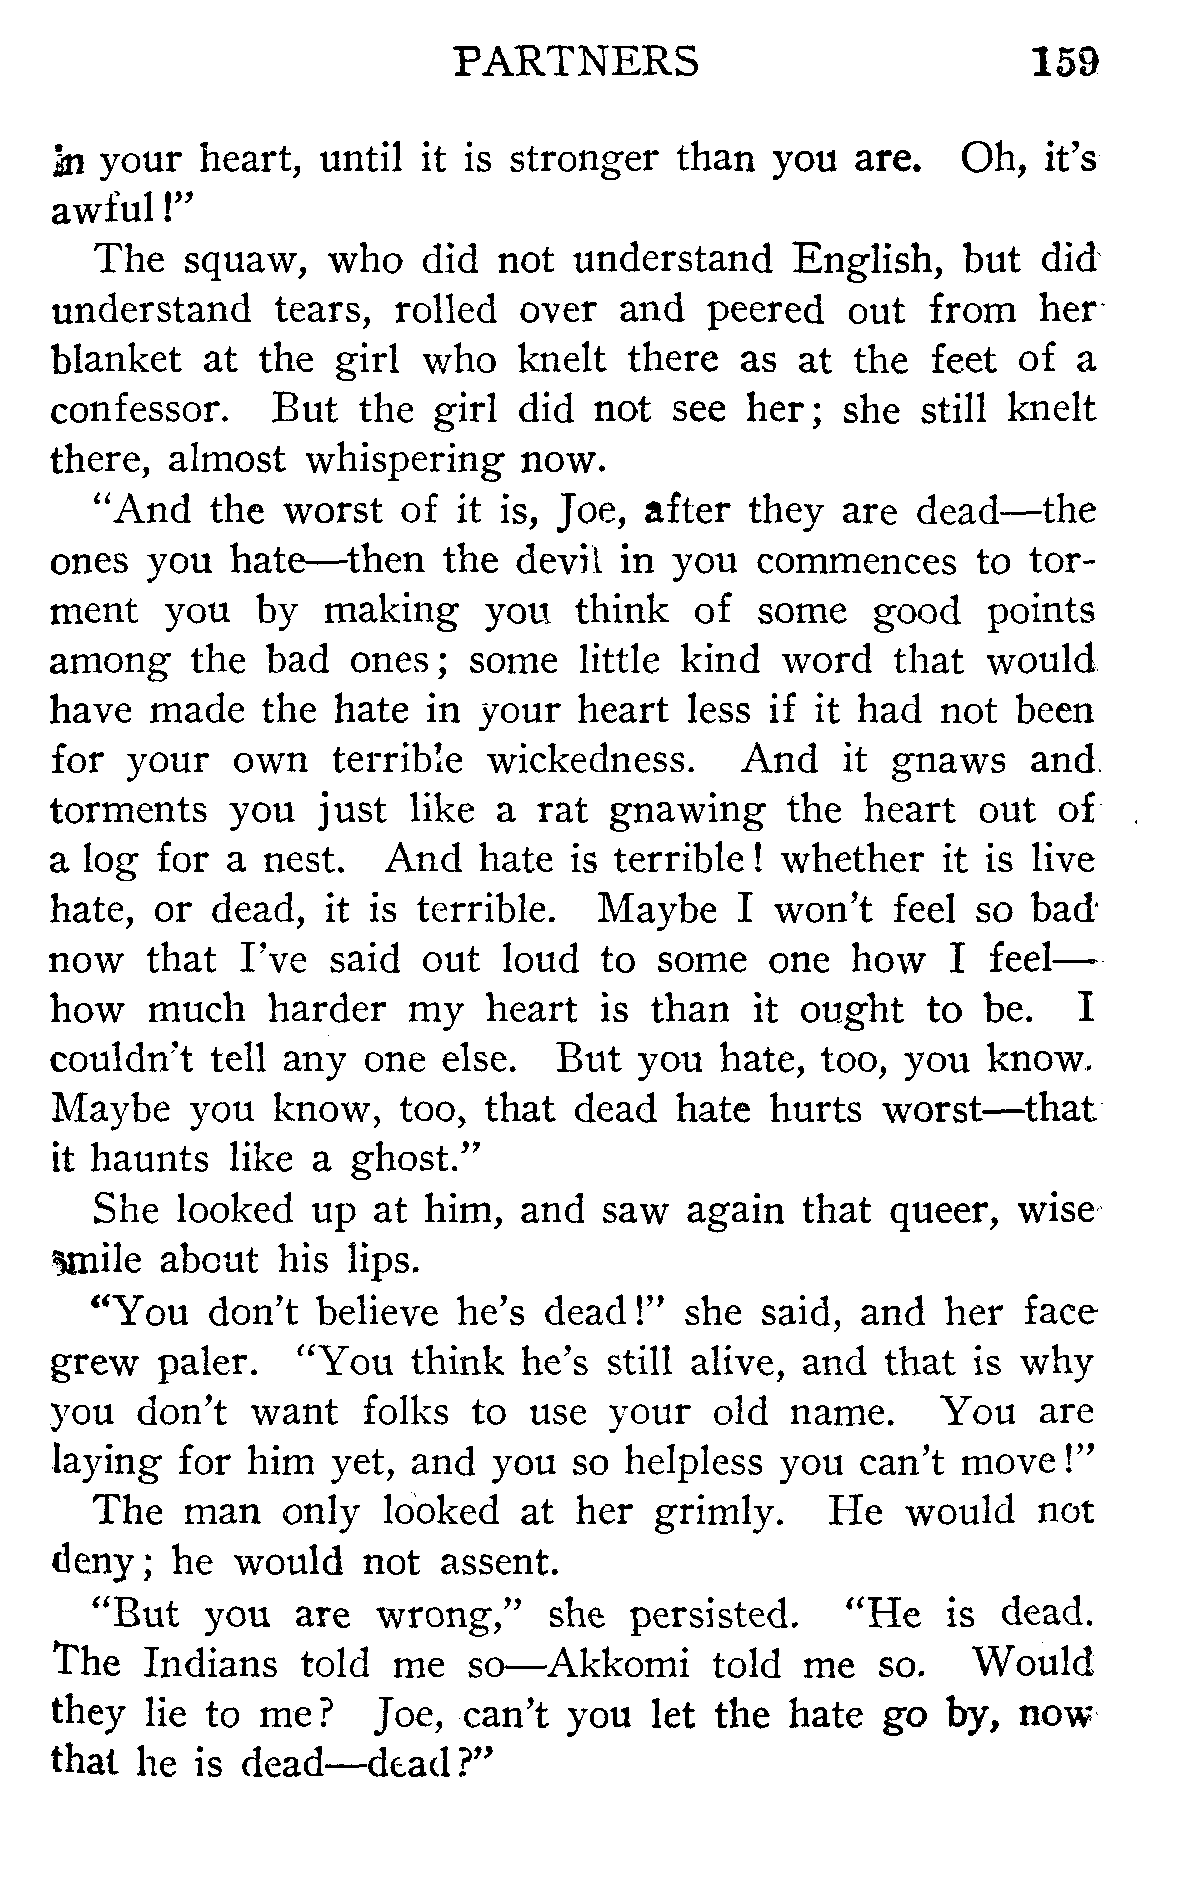 PARTNERS 159
in your heart, until it is stronger than you are. Oh, it's
awful!"
The squaw, who did not understand English, but did
understand tears, rolled over and peered out from her
blanket at the girl who knelt there as at the feet of a
confessor. But the girl did not see her; she still knelt
there, almost whispering now.
"And the worst of it is, Joe, after they are dead—the
ones you hate—then the devil in you commences to tor-
ment you by making you think of some good points
among the bad ones; some little kind word that would
have made the hate in your heart less if it had not been
for your own terrible wickedness. And it gnaws and
torments you just like a rat gnawing the heart out of
a log for a nest. And hate is terrible! whether it is live
hate, or dead, it is terrible. Maybe I won't feel so bad
now that I've said out loud to some one how I feel—
how much harder my heart is than it ought to be. I
couldn't tell any one else. But you hate, too, you know.
Maybe you know, too, that dead hate hurts worst—that
it haunts like a ghost."
She looked up at him, and saw again that queer, wise
smile about his lips.
"You don't believe he's dead!" she said, and her face
grew paler. "You think he's still alive, and that is why
you don't want folks to use your old name. You are
laying for him yet, and you so helpless you can't move!"
The man only looked at her grimly. He would not
deny; he would not assent.
"But you are wrong," she persisted. "He is dead.
The Indians told me so—Akkomi told me so. Would
they lie to me? Joe, can't you let the hate go by, now
that he is dead—dead?"